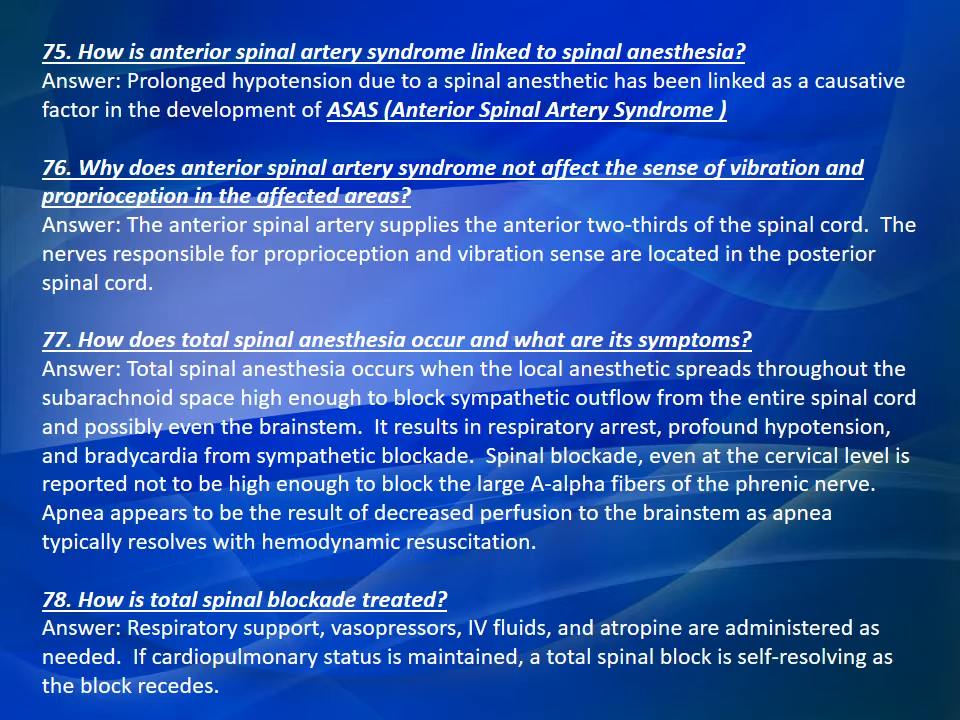 75. How is anterior spinal artery syndrome linked to spinal anesthesia?
Answer: Prolonged hypotension due to a spinal anesthetic has been linked as a causative
factor in the development of ASAS (Anterior Spinal Artery Syndrome )
76. Why does anterior spinal artery syndrome not affect the sense of vibration and
proprioception in the affected areas?
Answer: The anterior spinal artery supplies the anterior two-thirds of the spinal cord.  The
nerves responsible for proprioception and vibration sense are located in the posterior
spinal cord.
77. How does total spinal anesthesia occur and what are its symptoms?
Answer: Total spinal anesthesia occurs when the local anesthetic spreads throughout the
subarachnoid space high enough to block sympathetic outflow from the entire spinal cord
and possibly even the brainstem.  It results in respiratory arrest, profound hypotension,
and bradycardia from sympathetic blockade.  Spinal blockade, even at the cervical level is
reported not to be high enough to block the large A-alpha fibers of the phrenic nerve.
Apnea appears to be the result of decreased perfusion to the brainstem as apnea
typically resolves with hemodynamic resuscitation.
78. How is total spinal blockade treated?
Answer: Respiratory support, vasopressors, IV fluids, and atropine are administered as
needed.  If cardiopulmonary status is maintained, a total spinal block is self-resolving as
the block recedes.